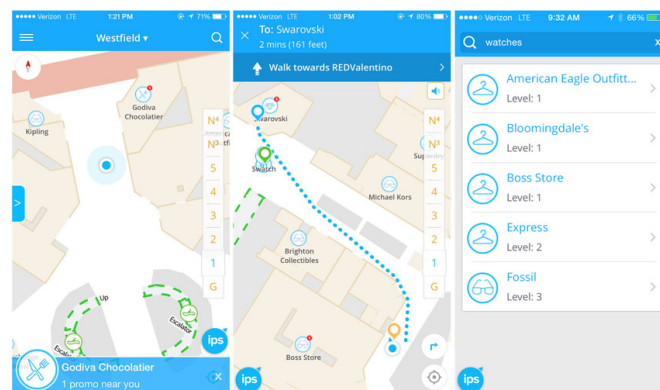 Verizon LTE 1:21 PM 71%
Westfield
Godiva
Chocolatier
Kipling
N4
N3
5
4
3
2
1
G
Up
Escalator
ips
Godiva Chocolatier
1 promo near you
Verizon LTE 1:02 PM 80%
To: Swarovski
2 mins (161 feet)
Walk towards REDValentino
Swarovski
Swatch
Michael Kors
Brighton
Collectibles
Boss Store
N4
N3
5
4
3
2
1
G
ips
Verizon LTE 9:32 AM 66%
watches
x
American Eagle Outfitt...
Level: 1
Bloomingdale's
Level: 1
Boss Store
Level: 1
Express
Level: 2
Fossil
Level: 3
ips